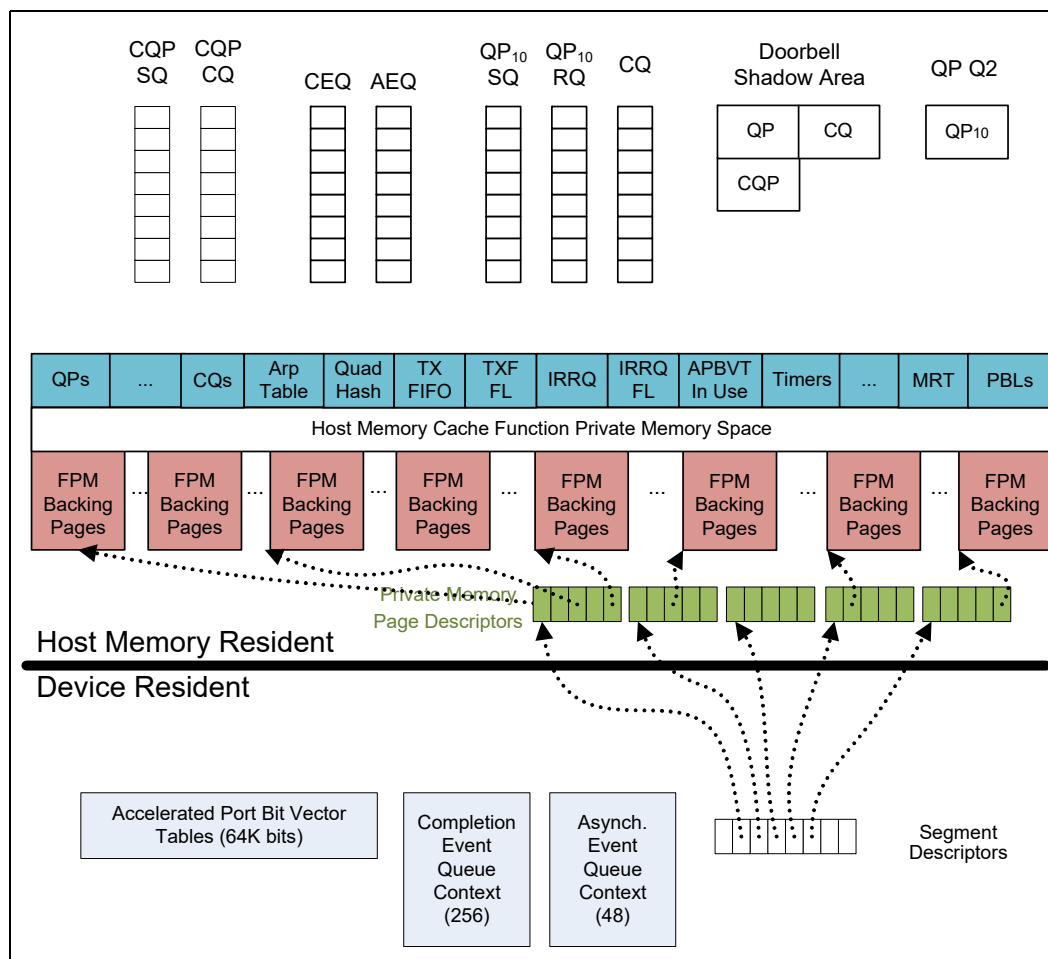 CQP
SQ
CQP
CQ
CEQ
AEQ
QP10
SQ
QP10
RQ
CQ
Doorbell
Shadow Area
QP Q2
QP
CQ
CQP
QP10
QPs
...
CQs
Arp
Table
Quad
Hash
TX
FIFO
TXF
FL
IRRQ
IRRQ
FL
APBVT
In Use
Timers
...
MRT
PBLs
Host Memory Cache Function Private Memory Space
FPM
Backing
Pages
...
FPM
Backing
Pages
...
FPM
Backing
Pages
...
FPM
Backing
Pages
...
FPM
Backing
Pages
...
FPM
Backing
Pages
...
FPM
Backing
Pages
...
FPM
Backing
Pages
Private Memory
Page Descriptors
Host Memory Resident
Device Resident
Accelerated Port Bit Vector
Tables (64K bits)
Completion
Event
Queue
Context
(256)
Asynch.
Event
Queue
Context
(48)
Segment
Descriptors